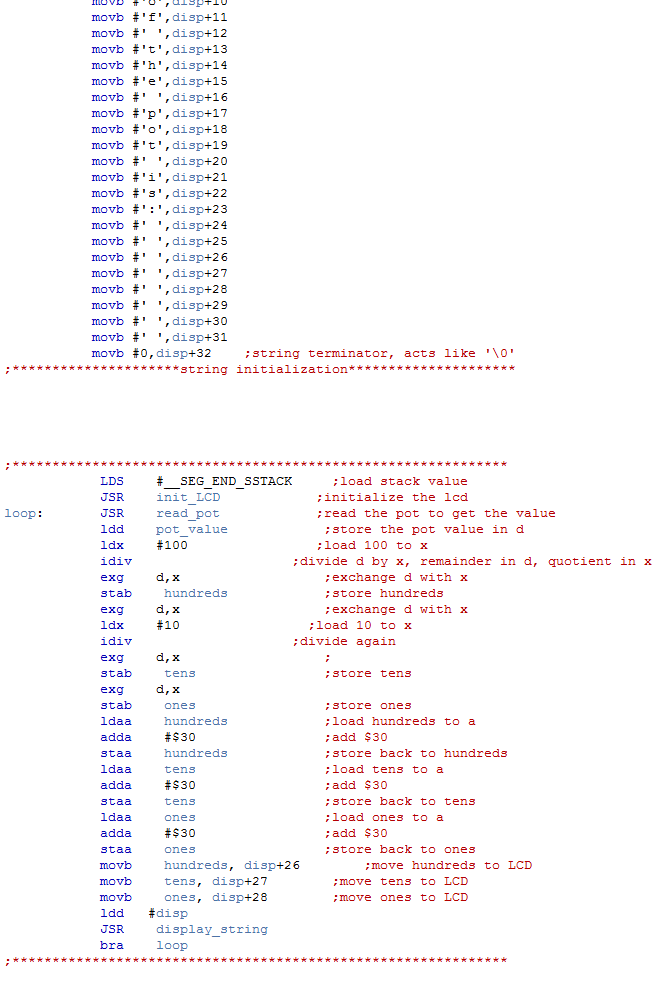 movb #'o',disp+10
movb #'f',disp+11
movb #' ',disp+12
movb #'t',disp+13
movb #'h',disp+14
movb #'e',disp+15
movb #' ',disp+16
movb #'p',disp+17
movb #'o',disp+18
movb #'t',disp+19
movb #' ',disp+20
movb #'i',disp+21
movb #'s',disp+22
movb #':',disp+23
movb #' ',disp+24
movb #' ',disp+25
movb #' ',disp+26
movb #' ',disp+27
movb #' ',disp+28
movb #' ',disp+29
movb #' ',disp+30
movb #' ',disp+31
movb #0,disp+32 ;string terminator, acts like '\0'
;*********************string initialization*********************
;**************************************************************
LDS #__SEG_END_SSTACK ;load stack value
JSR init_LCD ;initialize the lcd
loop: JSR read_pot ;read the pot to get the value
ldd pot_value ;store the pot value in d
ldx #100 ;load 100 to x
idiv ;divide d by x, remainder in d, quotient in x
exg d,x ;exchange d with x
stab hundreds ;store hundreds
exg d,x ;exchange d with x
ldx #10 ;load 10 to x
idiv ;divide again
exg d,x ;
stab tens ;store tens
exg d,x
stab ones ;store ones
ldaa hundreds ;load hundreds to a
adda #$30 ;add $30
staa hundreds ;store back to hundreds
ldaa tens ;load tens to a
adda #$30 ;add $30
staa tens ;store back to tens
ldaa ones ;load ones to a
adda #$30 ;add $30
staa ones ;store back to ones
movb hundreds, disp+26 ;move hundreds to LCD
movb tens, disp+27 ;move tens to LCD
movb ones, disp+28 ;move ones to LCD
ldd #disp
JSR display_string
bra loop
;**************************************************************